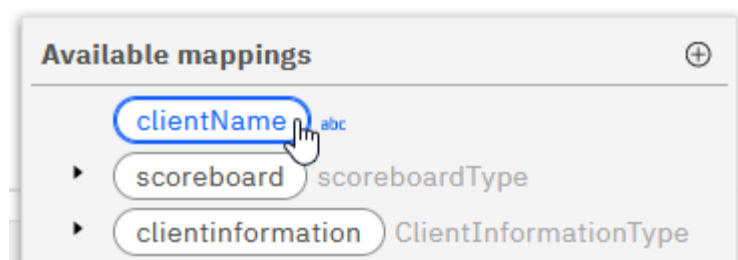 Available mappings
clientName abc
scoreboard scoreboardType
clientinformation ClientInformationType